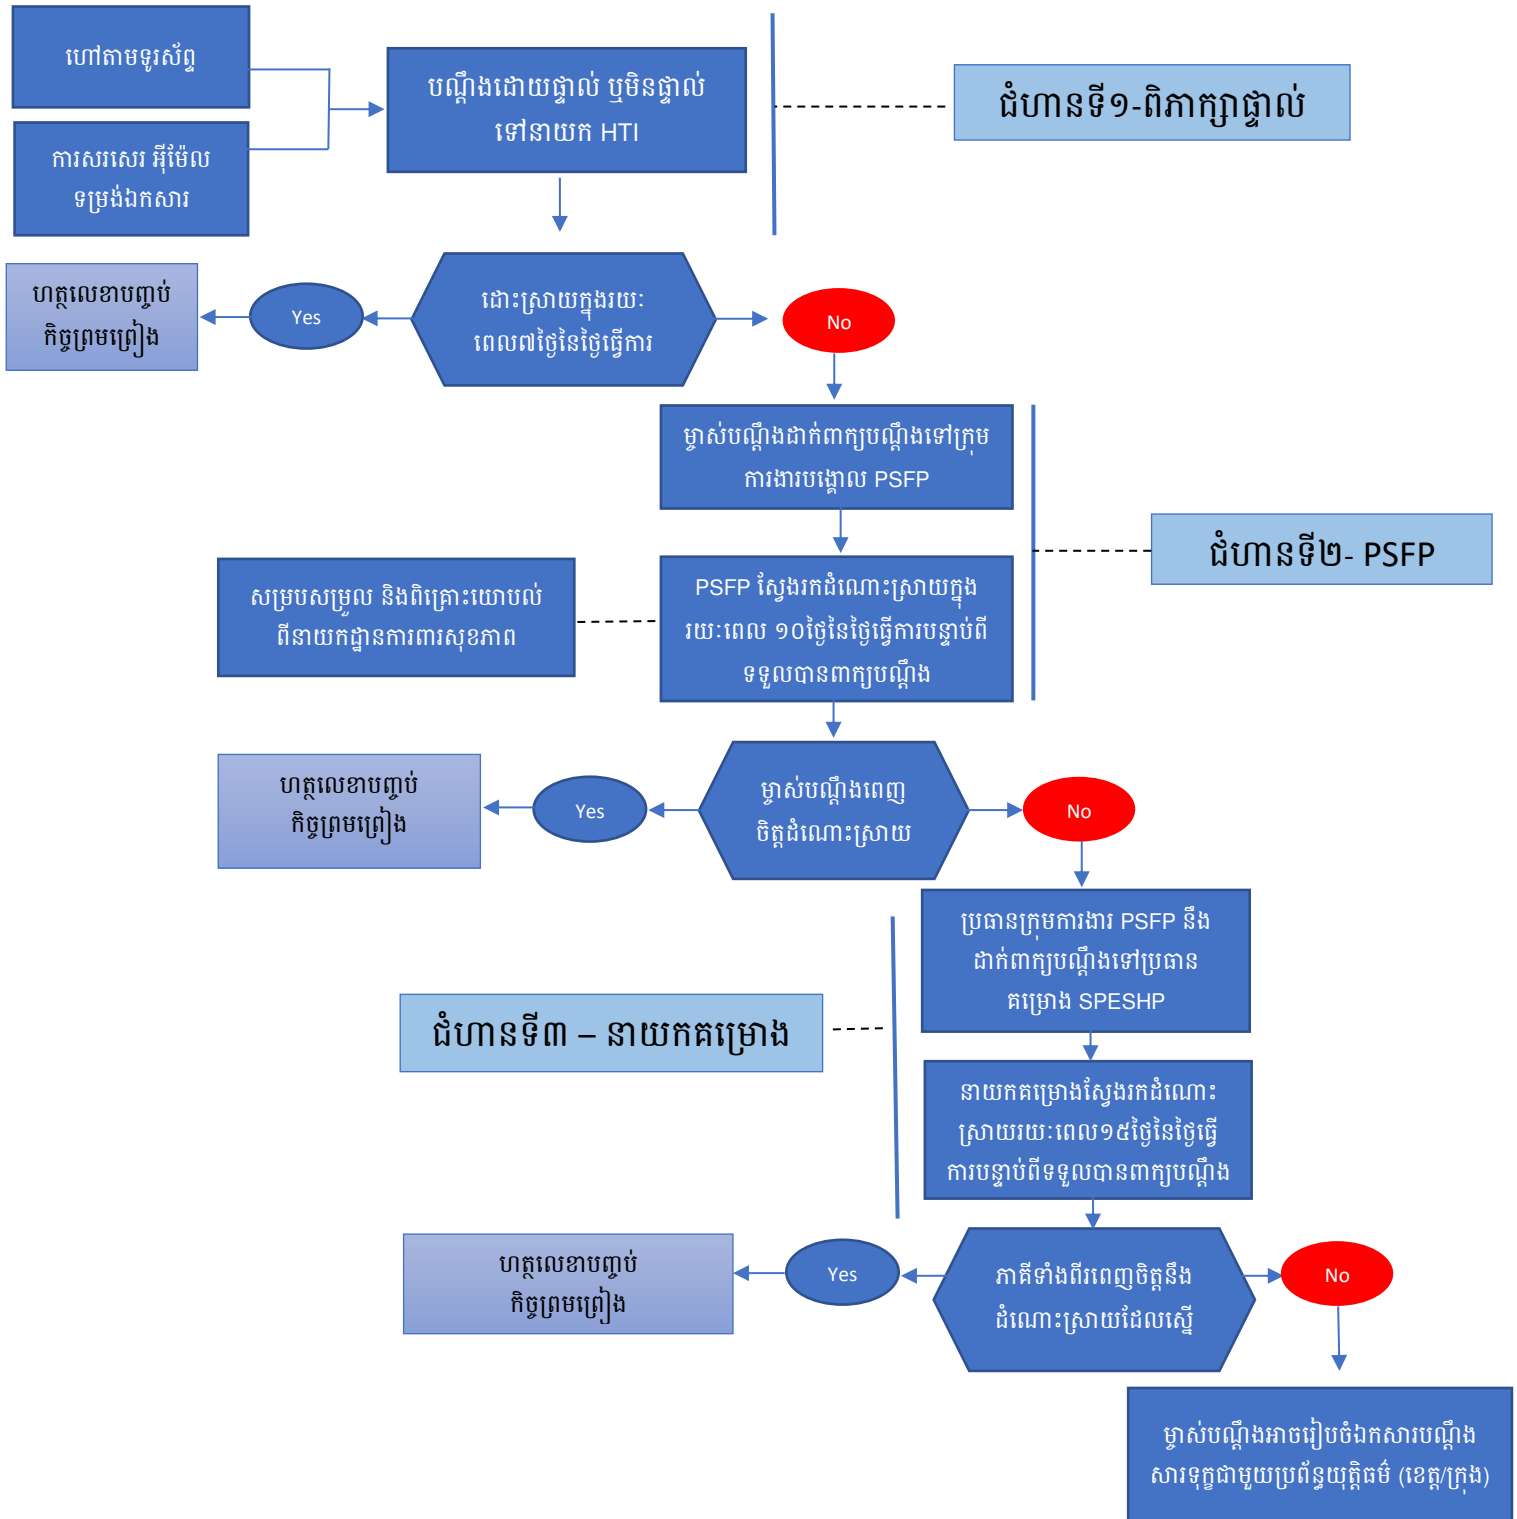 ហៅតាមទូរស័ព្ទ
ការសរសេរ អ៊ីម៉ែល
ទម្រង់ឯកសារ
បណ្តឹងដោយផ្ទាល់ ឬមិនផ្ទាល់
ទៅនាយក HTI
ជំហានទី១-ពិភាក្សាផ្ទាល់
ហត្ថលេខាបញ្ចប់
កិច្ចព្រមព្រៀង
Yes
ដោះស្រាយក្នុងរយៈ
ពេល៧ថ្ងៃនៃថ្ងៃធ្វើការ
No
ម្ចាស់បណ្តឹងដាក់ពាក្យបណ្តឹងទៅក្រុម
ការងារបង្គោល PSFP
ជំហានទី២- PSFP
សម្របសម្រួល និងពិគ្រោះយោបល់
ពីនាយកដ្ឋានការពារសុខភាព
PSFP ស្វែងរកដំណោះស្រាយក្នុង
រយៈពេល ១០ថ្ងៃនៃថ្ងៃធ្វើការបន្ទាប់ពី
ទទួលបានពាក្យបណ្តឹង
ហត្ថលេខាបញ្ចប់
កិច្ចព្រមព្រៀង
Yes
ម្ចាស់បណ្តឹងពេញ
ចិត្តដំណោះស្រាយ
No
ប្រធានក្រុមការងារ PSFP នឹង
ដាក់ពាក្យបណ្តឹងទៅប្រធាន
គម្រោង SPESHP
ជំហានទី៣ – នាយកគម្រោង
នាយកគម្រោងស្វែងរកដំណោះ
ស្រាយរយៈពេល១៥ថ្ងៃនៃថ្ងៃធ្វើ
ការបន្ទាប់ពីទទួលបានពាក្យបណ្តឹង
ហត្ថលេខាបញ្ចប់
កិច្ចព្រមព្រៀង
Yes
ភាគីទាំងពីរពេញចិត្តនឹង
ដំណោះស្រាយដែលស្នើ
No
ម្ចាស់បណ្តឹងអាចរៀបចំឯកសារបណ្តឹង
សារទុក្ខជាមួយប្រព័ន្ធយុត្តិធម៌ (ខេត្ត/ក្រុង)